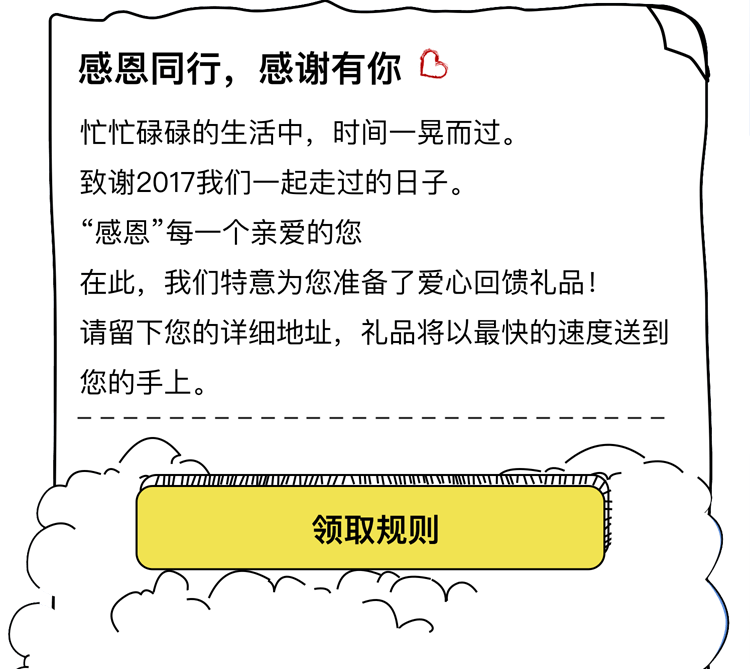 感恩同行，感谢有你
忙忙碌碌的生活中，时间一晃而过。
致谢2017我们一起走过的日子。
“感恩”每一个亲爱的您
在此，我们特意为您准备了爱心回馈礼品！
请留下您的详细地址，礼品将以最快的速度送到
您的手上。
领取规则